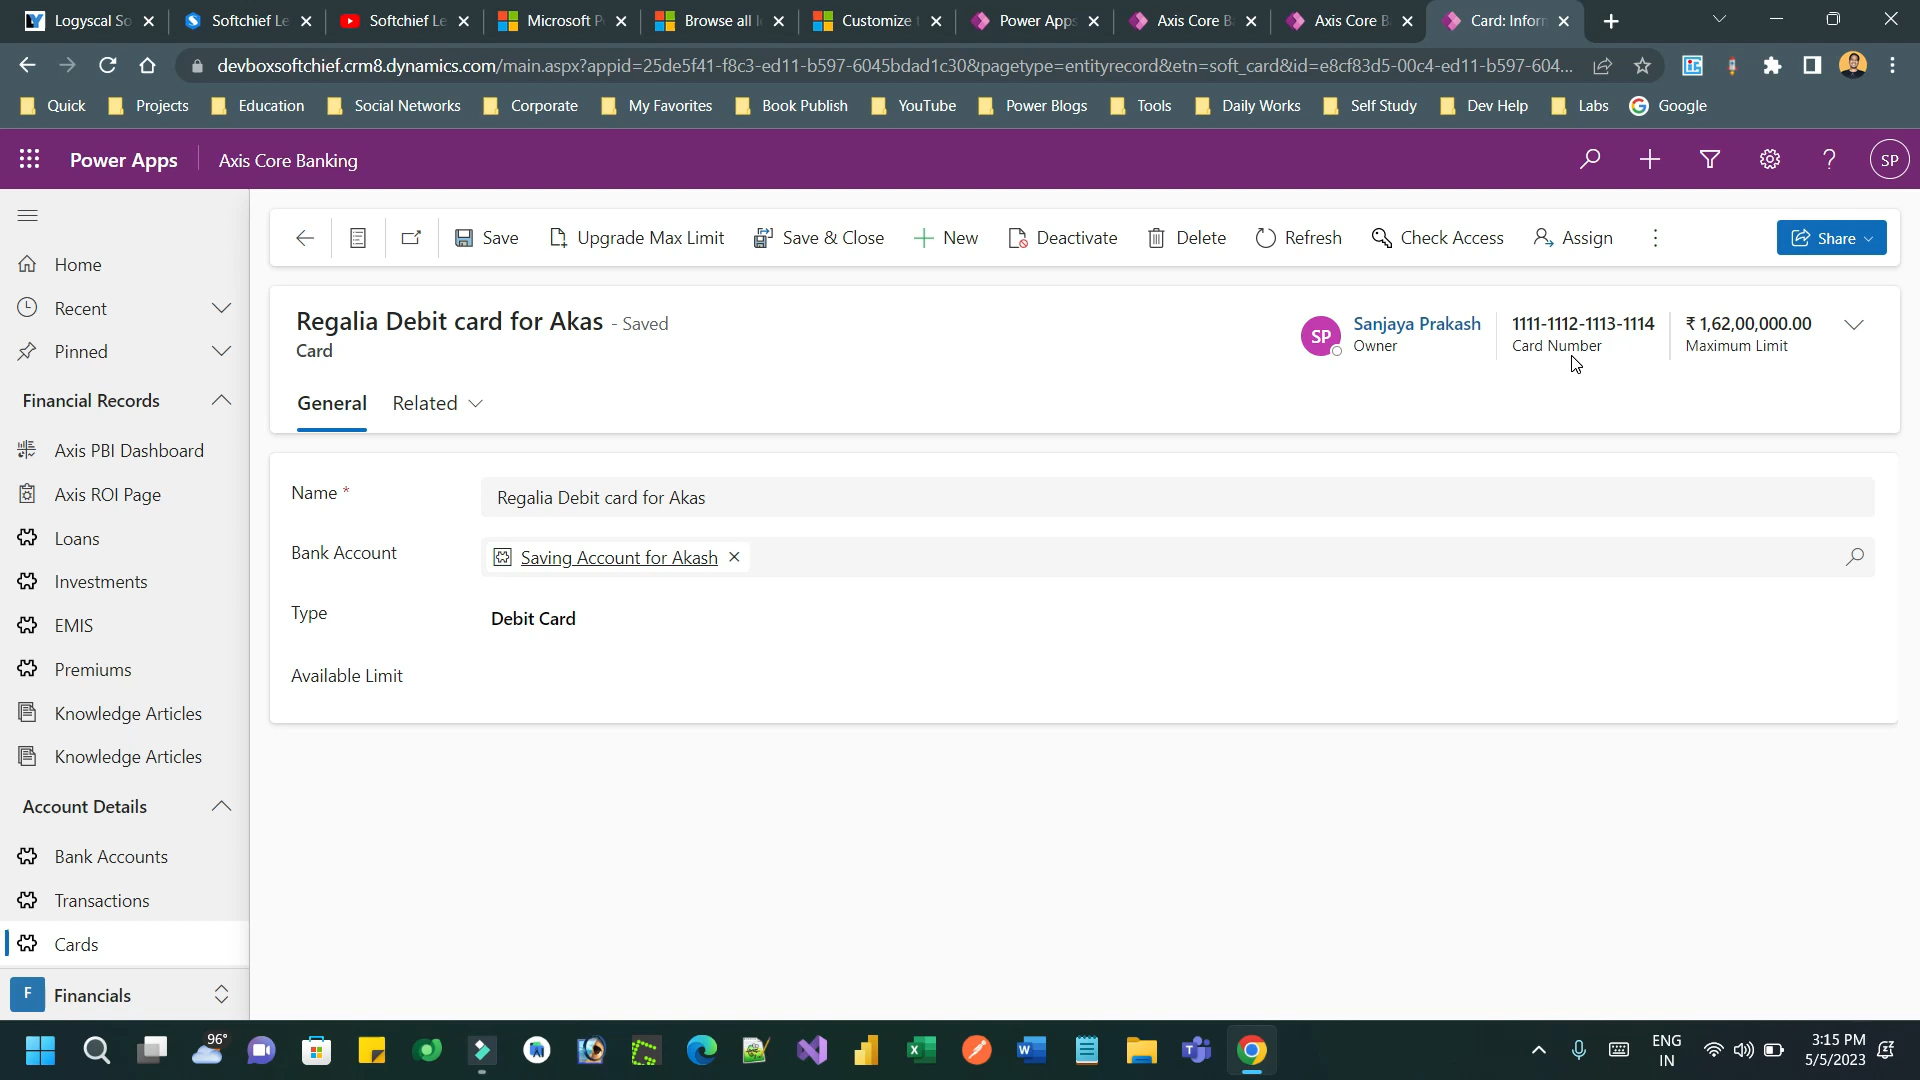 Logyscal So
Softchief Le
Softchief Le
Microsoft P
Browse all
Customize
Power Apps
Axis Core B
Axis Core B
Card: Inform
devboxsoftchief.crm8.dynamics.com/main.aspx?appid=25de5f41-f8c3-ed11-b597-6045bdad1c30&pagetype=entityrecord&etn=soft_card&id=e8cf83d5-00c4-ed11-b597-604...
Quick
Projects
Education
Social Networks
Corporate
My Favorites
Book Publish
YouTube
Power Blogs
Tools
Daily Works
Self Study
Dev Help
Labs
Google
Power Apps
Axis Core Banking
SP
Save
Upgrade Max Limit
Save & Close
New
Deactivate
Delete
Refresh
Check Access
Assign
Share
Home
Recent
Pinned
Financial Records
Axis PBI Dashboard
Axis ROI Page
Loans
Investments
EMIS
Premiums
Knowledge Articles
Knowledge Articles
Account Details
Bank Accounts
Transactions
Cards
F Financials
Regalia Debit card for Akas - Saved
Card
SP
Sanjaya Prakash
Owner
1111-1112-1113-1114
Card Number
₹ 1,62,00,000.00
Maximum Limit
General
Related
Name *
Regalia Debit card for Akas
Bank Account
Saving Account for Akash
Type
Debit Card
Available Limit
96°
ENG
IN
3:15 PM
5/5/2023